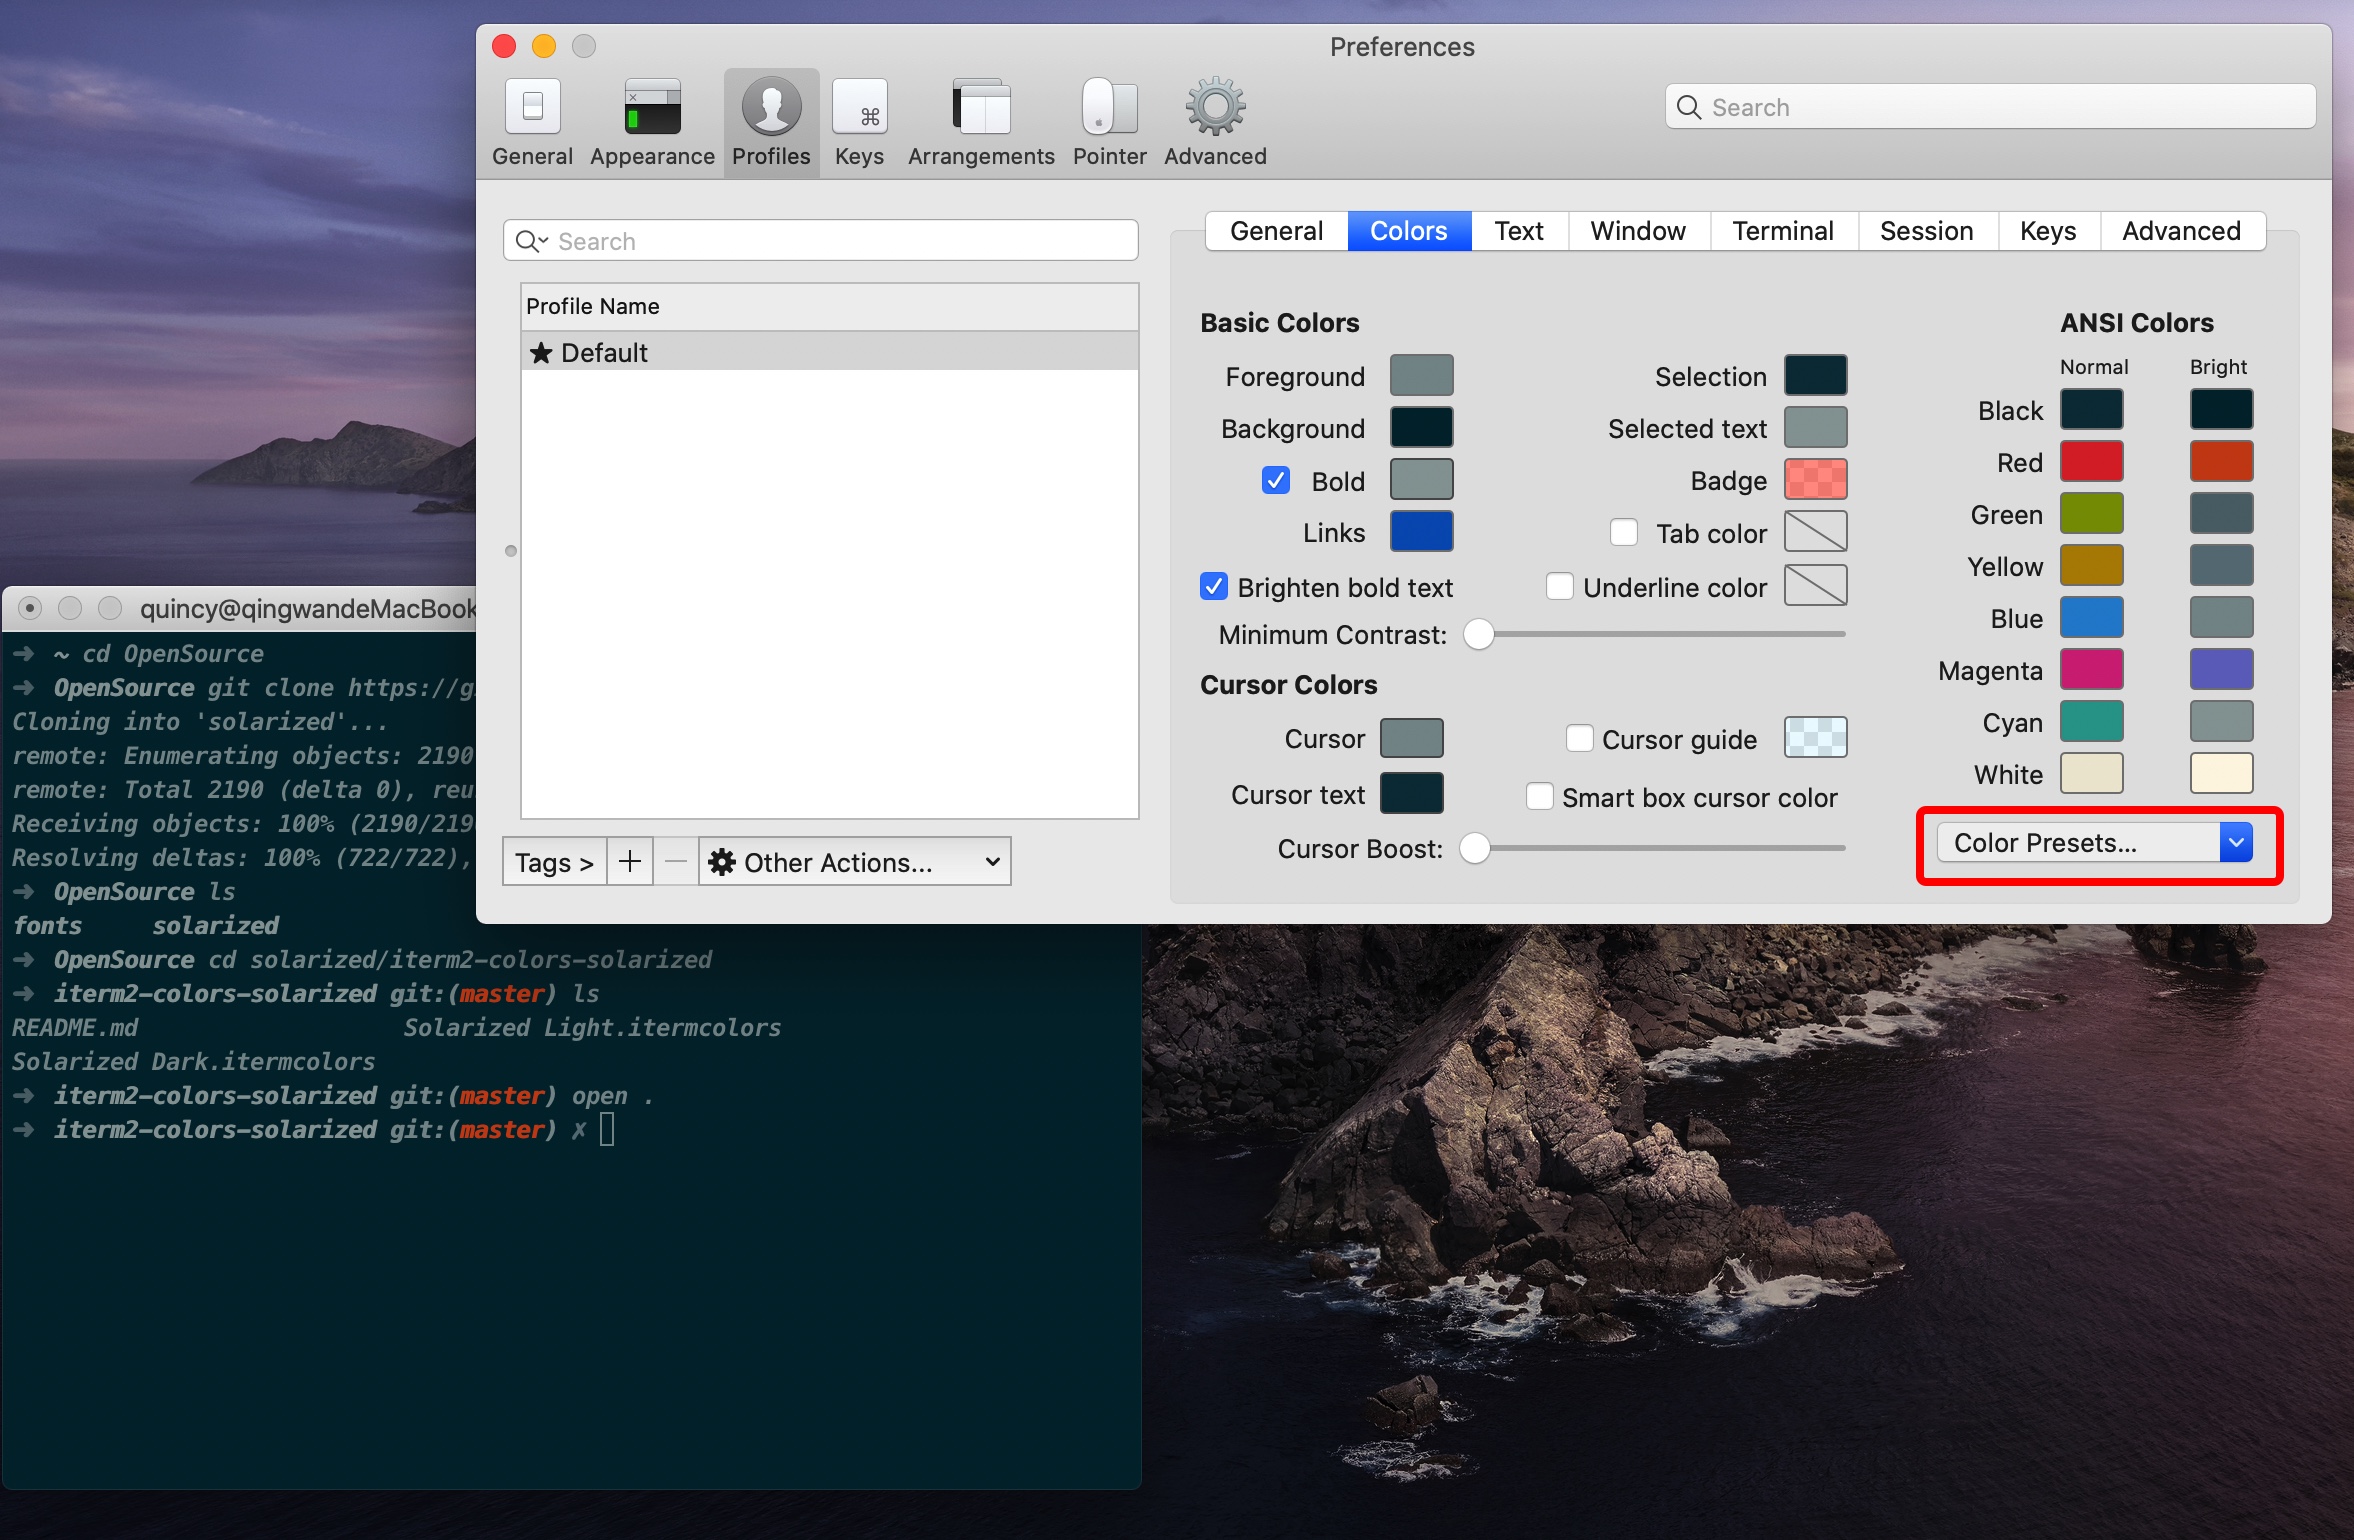 Preferences
General Appearance Profiles Keys Arrangements Pointer Advanced
Search
Search
Profile Name
★ Default
Tags > + — Other Actions...
General Colors Text Window Terminal Session Keys Advanced
Basic Colors
Foreground
Background
Bold
Links
Brighten bold text
Minimum Contrast:
Selection
Selected text
Badge
Tab color
Underline color
Cursor Colors
Cursor
Cursor text
Cursor Boost:
Cursor guide
Smart box cursor color
ANSI Colors
Normal Bright
Black
Red
Green
Yellow
Blue
Magenta
Cyan
White
Color Presets...
quincy@qingwandeMacBook
➜ ~ cd OpenSource
➜ OpenSource git clone https://g
Cloning into 'solarized'...
remote: Enumerating objects: 2190
remote: Total 2190 (delta 0), reu
Receiving objects: 100% (2190/219
Resolving deltas: 100% (722/722),
➜ OpenSource ls
fonts solarized
➜ OpenSource cd solarized/iterm2-colors-solarized
➜ iterm2-colors-solarized git:(master) ls
README.md Solarized Light.itermcolors
Solarized Dark.itermcolors
➜ iterm2-colors-solarized git:(master) open .
➜ iterm2-colors-solarized git:(master) ✗